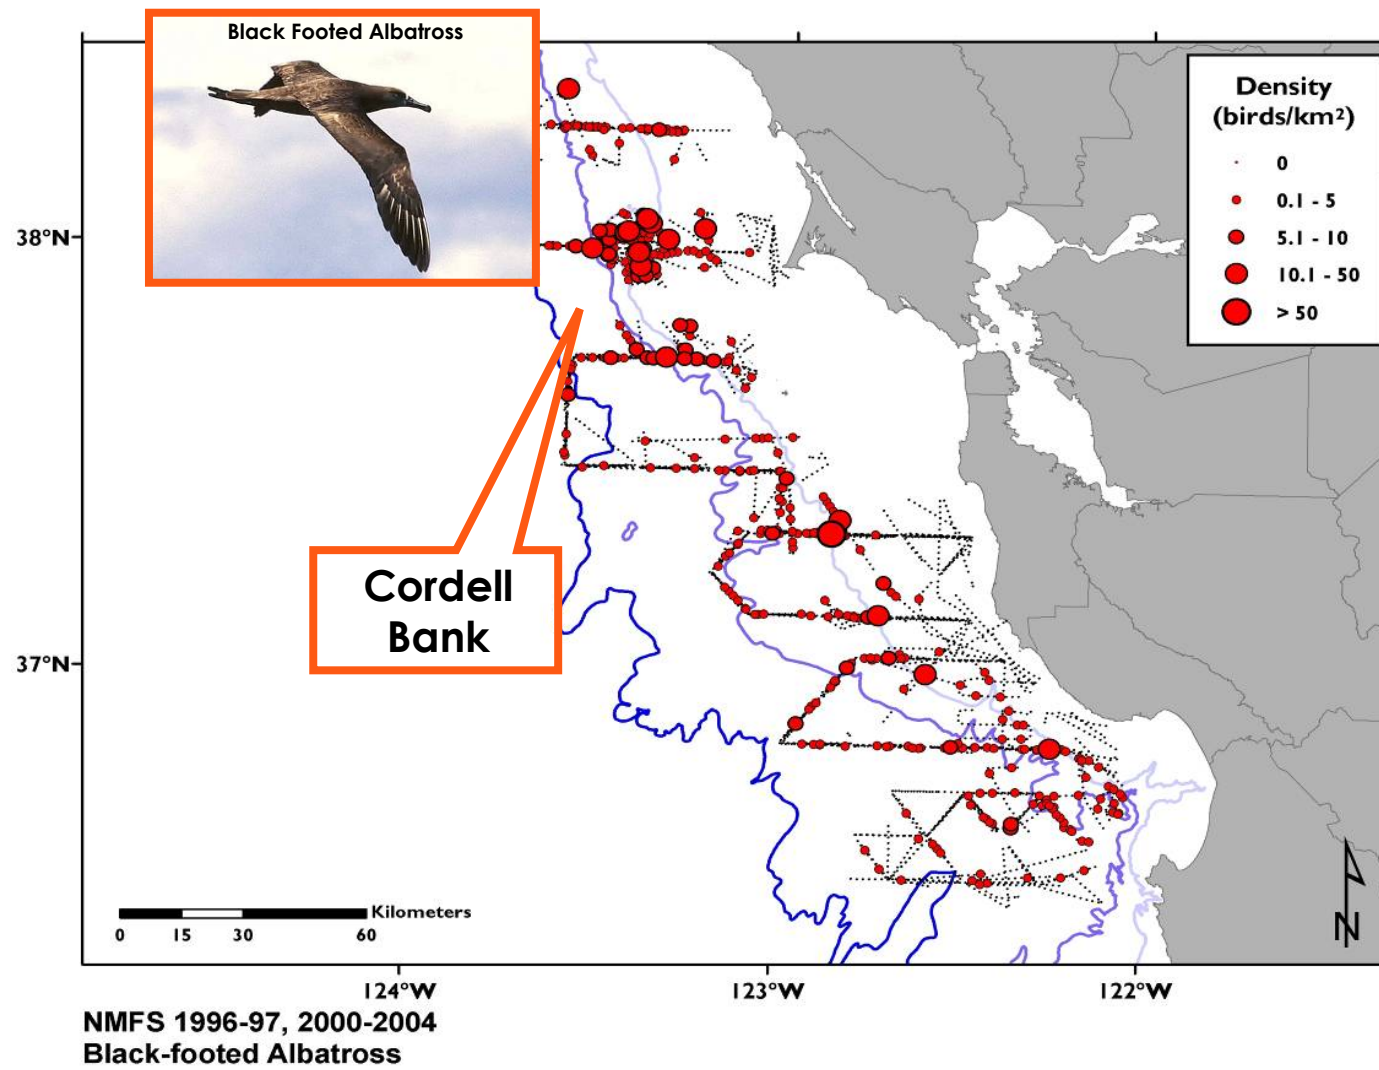 Black Footed Albatross
Density
(birds/km²)
0
0.1 - 5
5.1 - 10
10.1 - 50
> 50
38°N
Cordell
Bank
37°N
Kilometers
0 15 30 60
N
124°W 123°W 122°W
NMFS 1996-97, 2000-2004
Black-footed Albatross